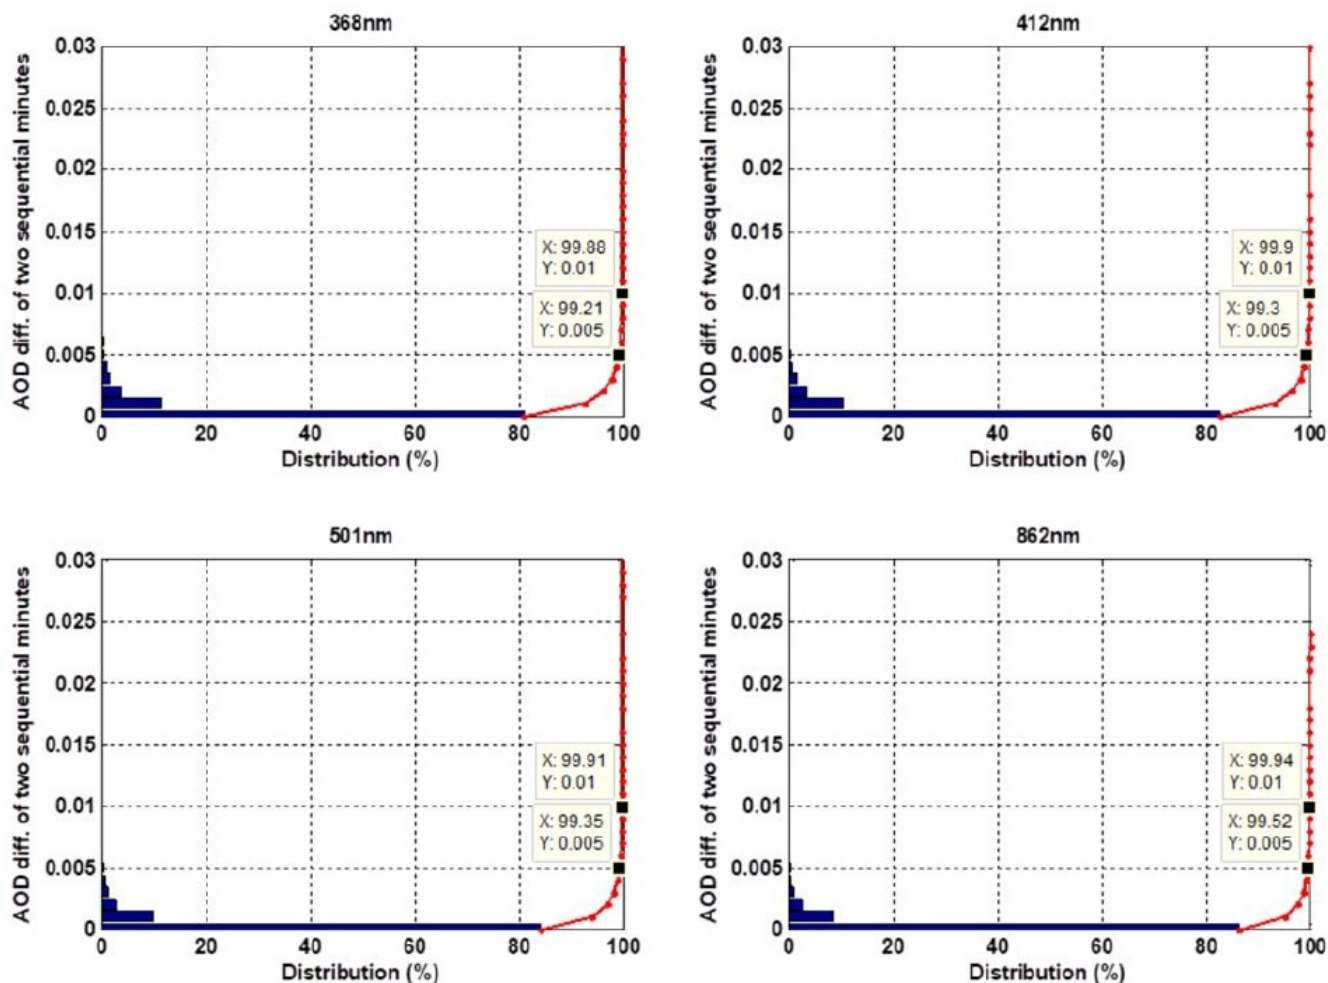 368nm
AOD diff. of two sequential minutes
0.03
0.025
0.02
0.015
0.01
0.005
0
X: 99.88
Y: 0.01
X: 99.21
Y: 0.005
0 20 40 60 80 100
Distribution (%)
412nm
AOD diff. of two sequential minutes
0.03
0.025
0.02
0.015
0.01
0.005
0
X: 99.9
Y: 0.01
X: 99.3
Y: 0.005
0 20 40 60 80 100
Distribution (%)
501nm
AOD diff. of two sequential minutes
0.03
0.025
0.02
0.015
0.01
0.005
0
X: 99.91
Y: 0.01
X: 99.35
Y: 0.005
0 20 40 60 80 100
Distribution (%)
862nm
AOD diff. of two sequential minutes
0.03
0.025
0.02
0.015
0.01
0.005
0
X: 99.94
Y: 0.01
X: 99.52
Y: 0.005
0 20 40 60 80 100
Distribution (%)